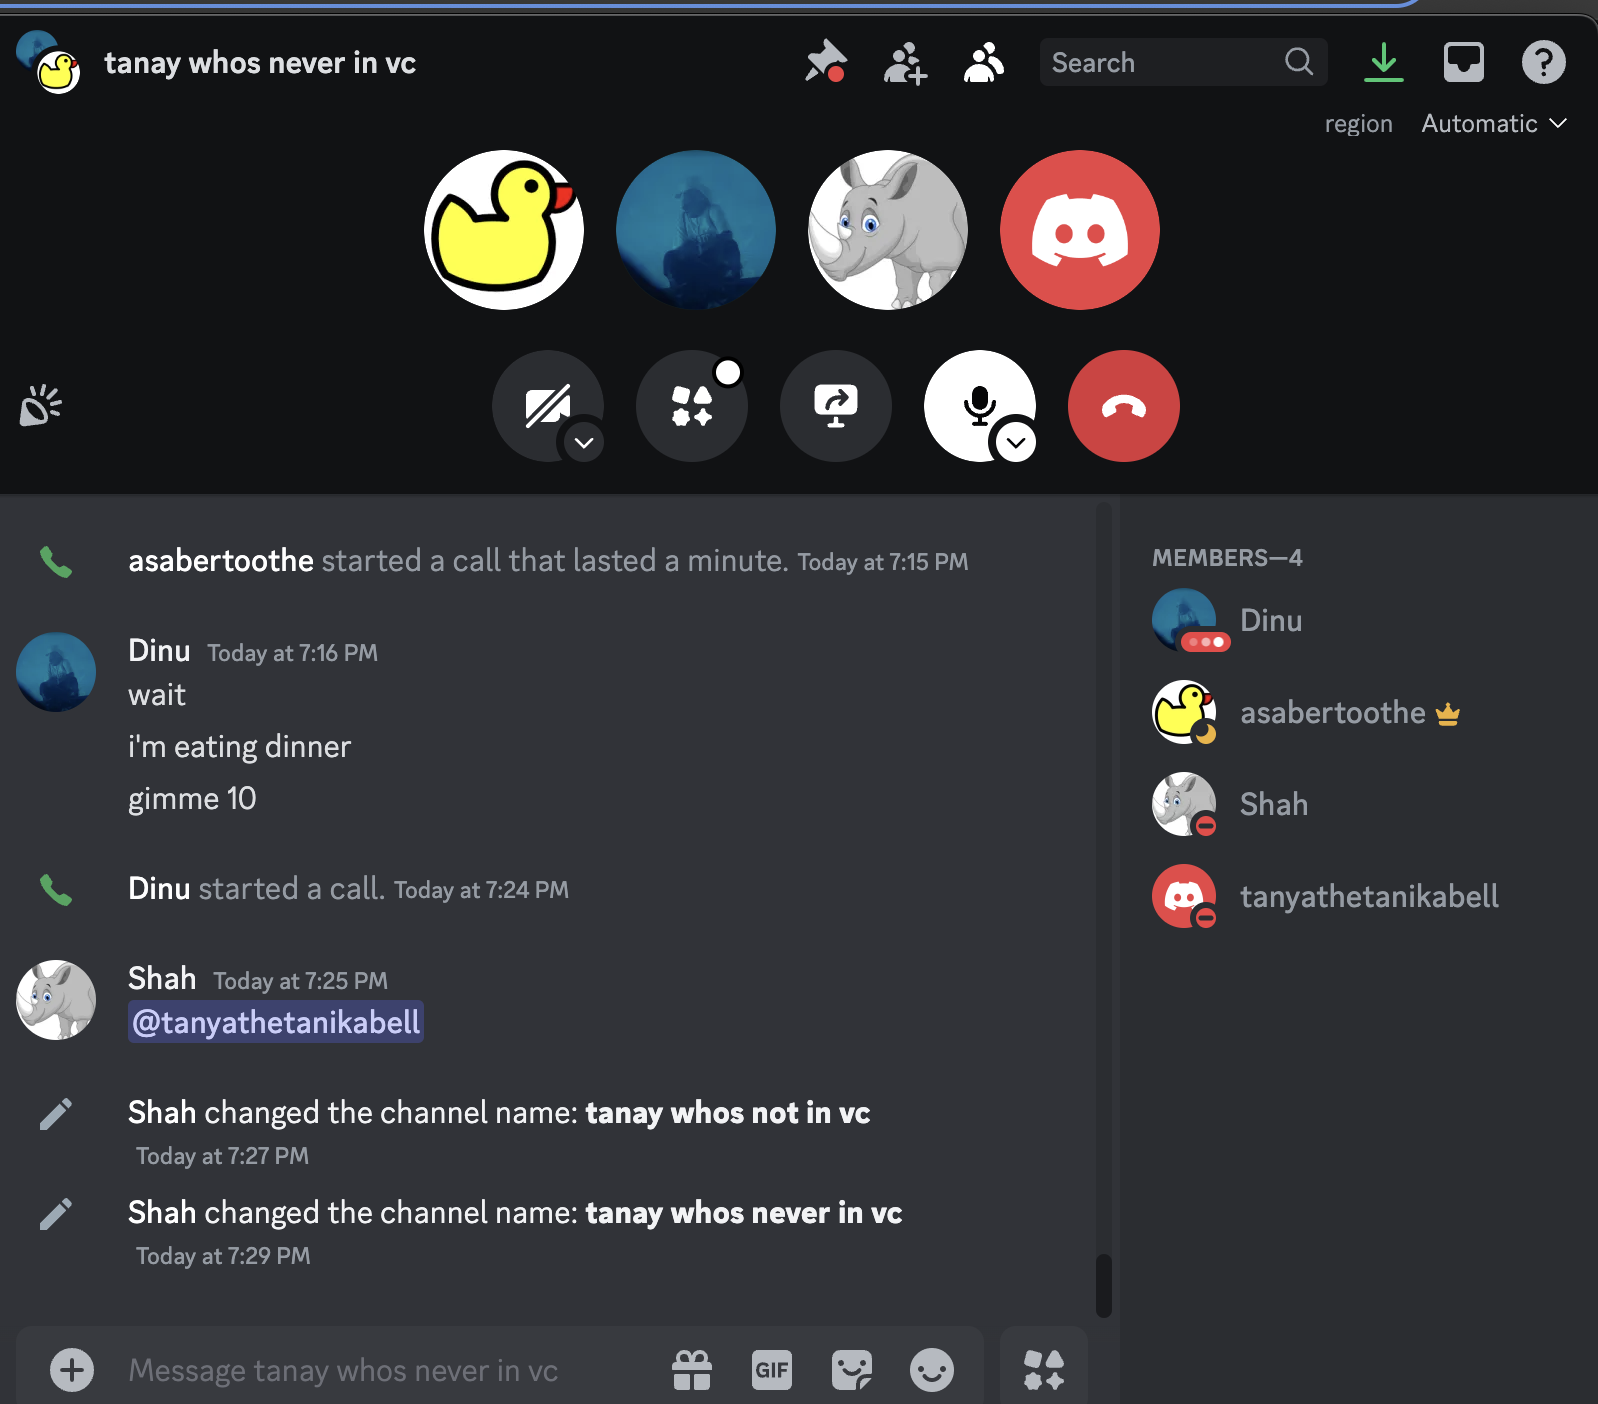 tanay whos never in vc
Search
region Automatic
asabertoothe started a call that lasted a minute. Today at 7:15 PM
Dinu Today at 7:16 PM
wait
i'm eating dinner
gimme 10
Dinu started a call. Today at 7:24 PM
Shah Today at 7:25 PM
@tanyathetanikabell
Shah changed the channel name: tanay whos not in vc
Today at 7:27 PM
Shah changed the channel name: tanay whos never in vc
Today at 7:29 PM
Message tanay whos never in vc
GIF
MEMBERS—4
Dinu
asabertoothe
Shah
tanyathetanikabell